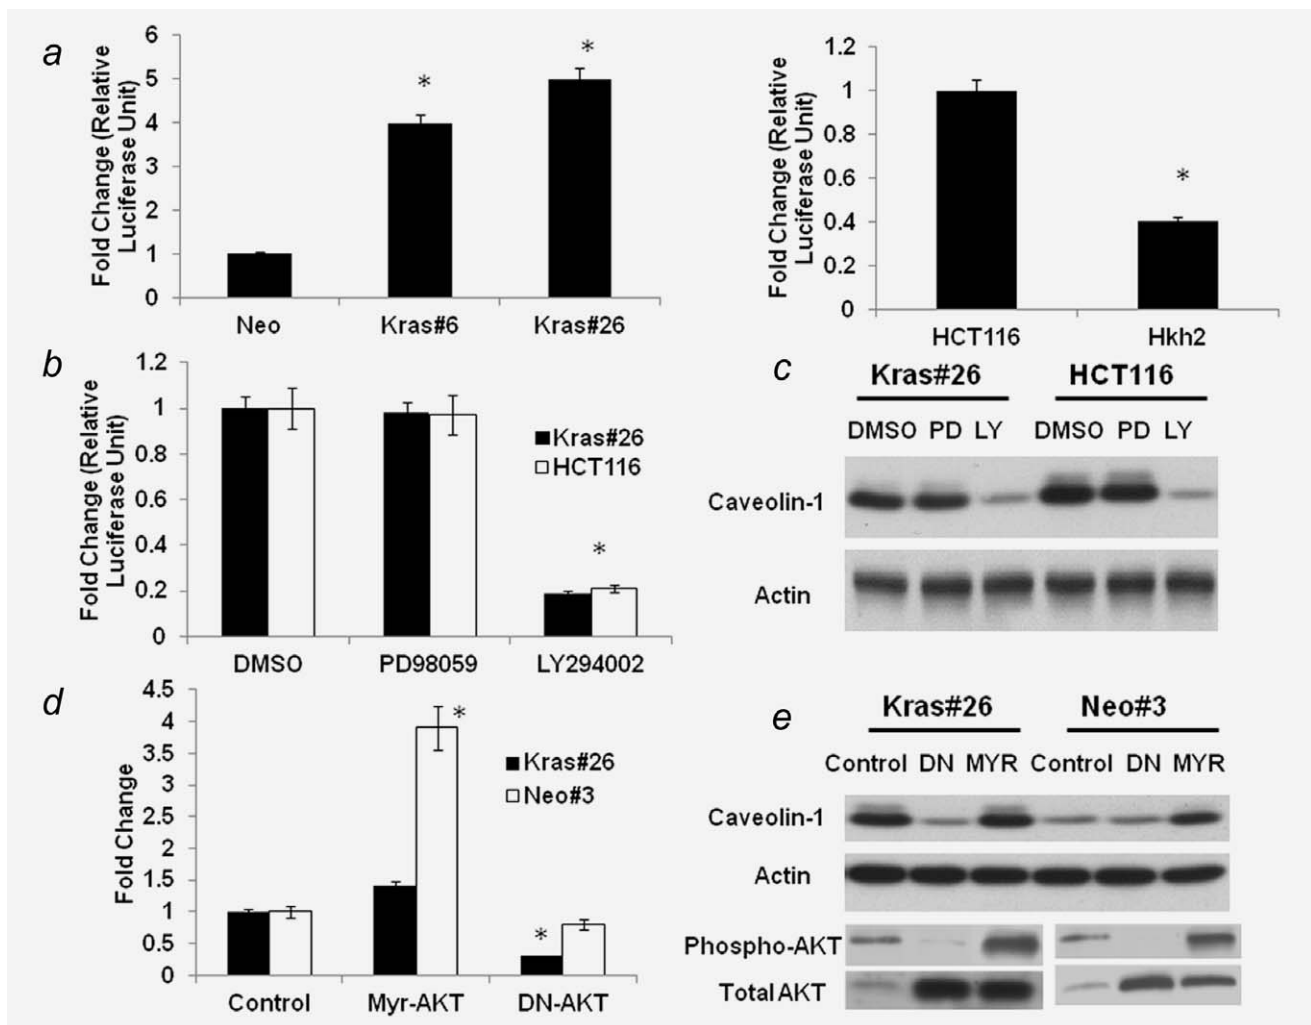 a
Fold Change (Relative
Luciferase Unit)
6
5
4
3
2
1
0
*
*
Neo Kras#6 Kras#26
Fold Change (Relative
Luciferase Unit)
1.2
1
0.8
0.6
0.4
0.2
0
*
HCT116 Hkh2
b
Fold Change (Relative
Luciferase Unit)
1.2
1
0.8
0.6
0.4
0.2
0
Kras#26
HCT116
*
DMSO PD98059 LY294002
c
Kras#26 HCT116
DMSO PD LY DMSO PD LY
Caveolin-1
Actin
d
Fold Change
4.5
4
3.5
3
2.5
2
1.5
1
0.5
0
*
Kras#26
Neo#3
*
Control Myr-AKT DN-AKT
e
Kras#26 Neo#3
Control DN MYR Control DN MYR
Caveolin-1
Actin
Phospho-AKT
Total AKT